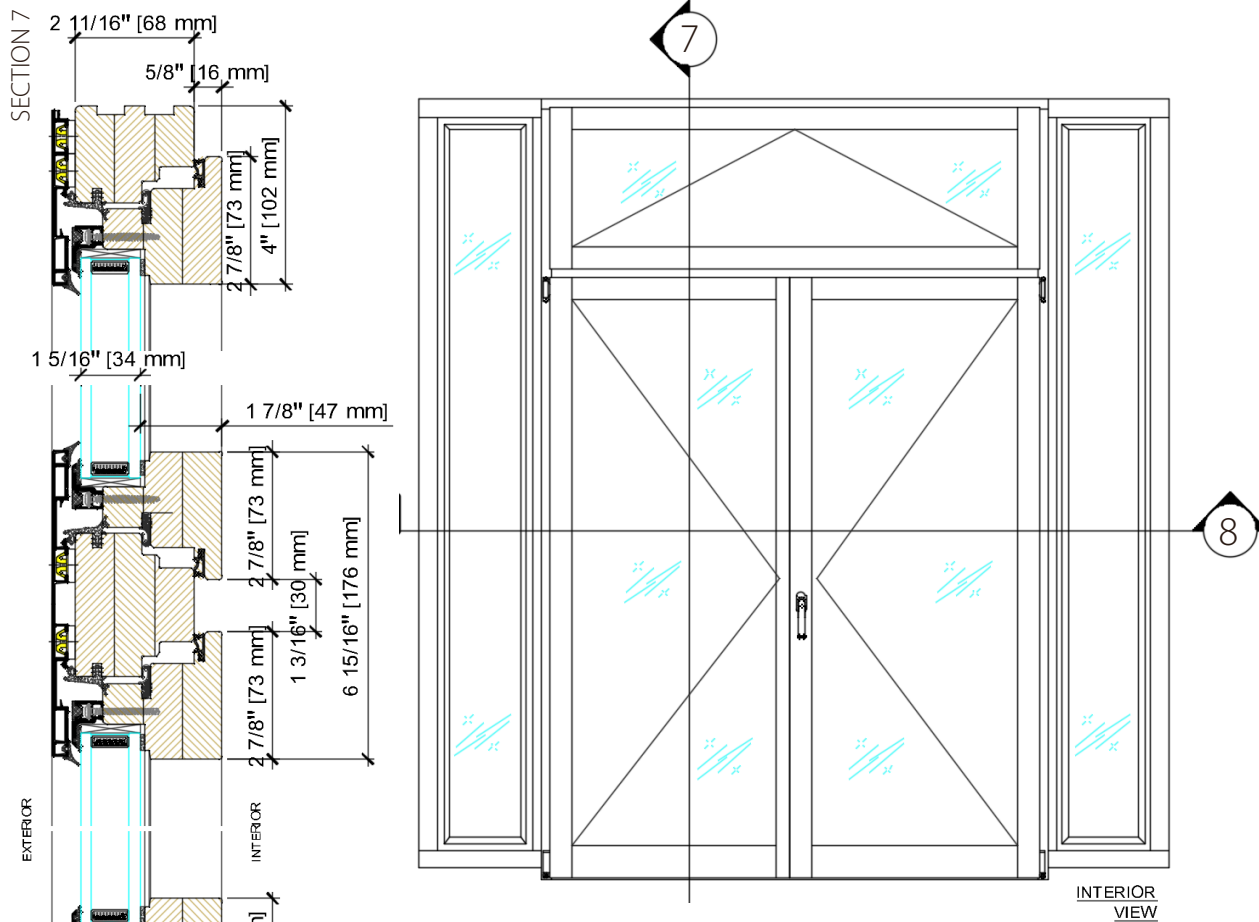 SECTION 7
2 11/16" [68 mm]
5/8" [16 mm]
2 7/8" [73 mm]
4" [102 mm]
1 5/16" [34 mm]
1 7/8" [47 mm]
2 7/8" [73 mm]
1 3/16" [30 mm]
6 15/16" [176 mm]
2 7/8" [73 mm]
EXTERIOR
INTERIOR
7
8
INTERIOR
VIEW